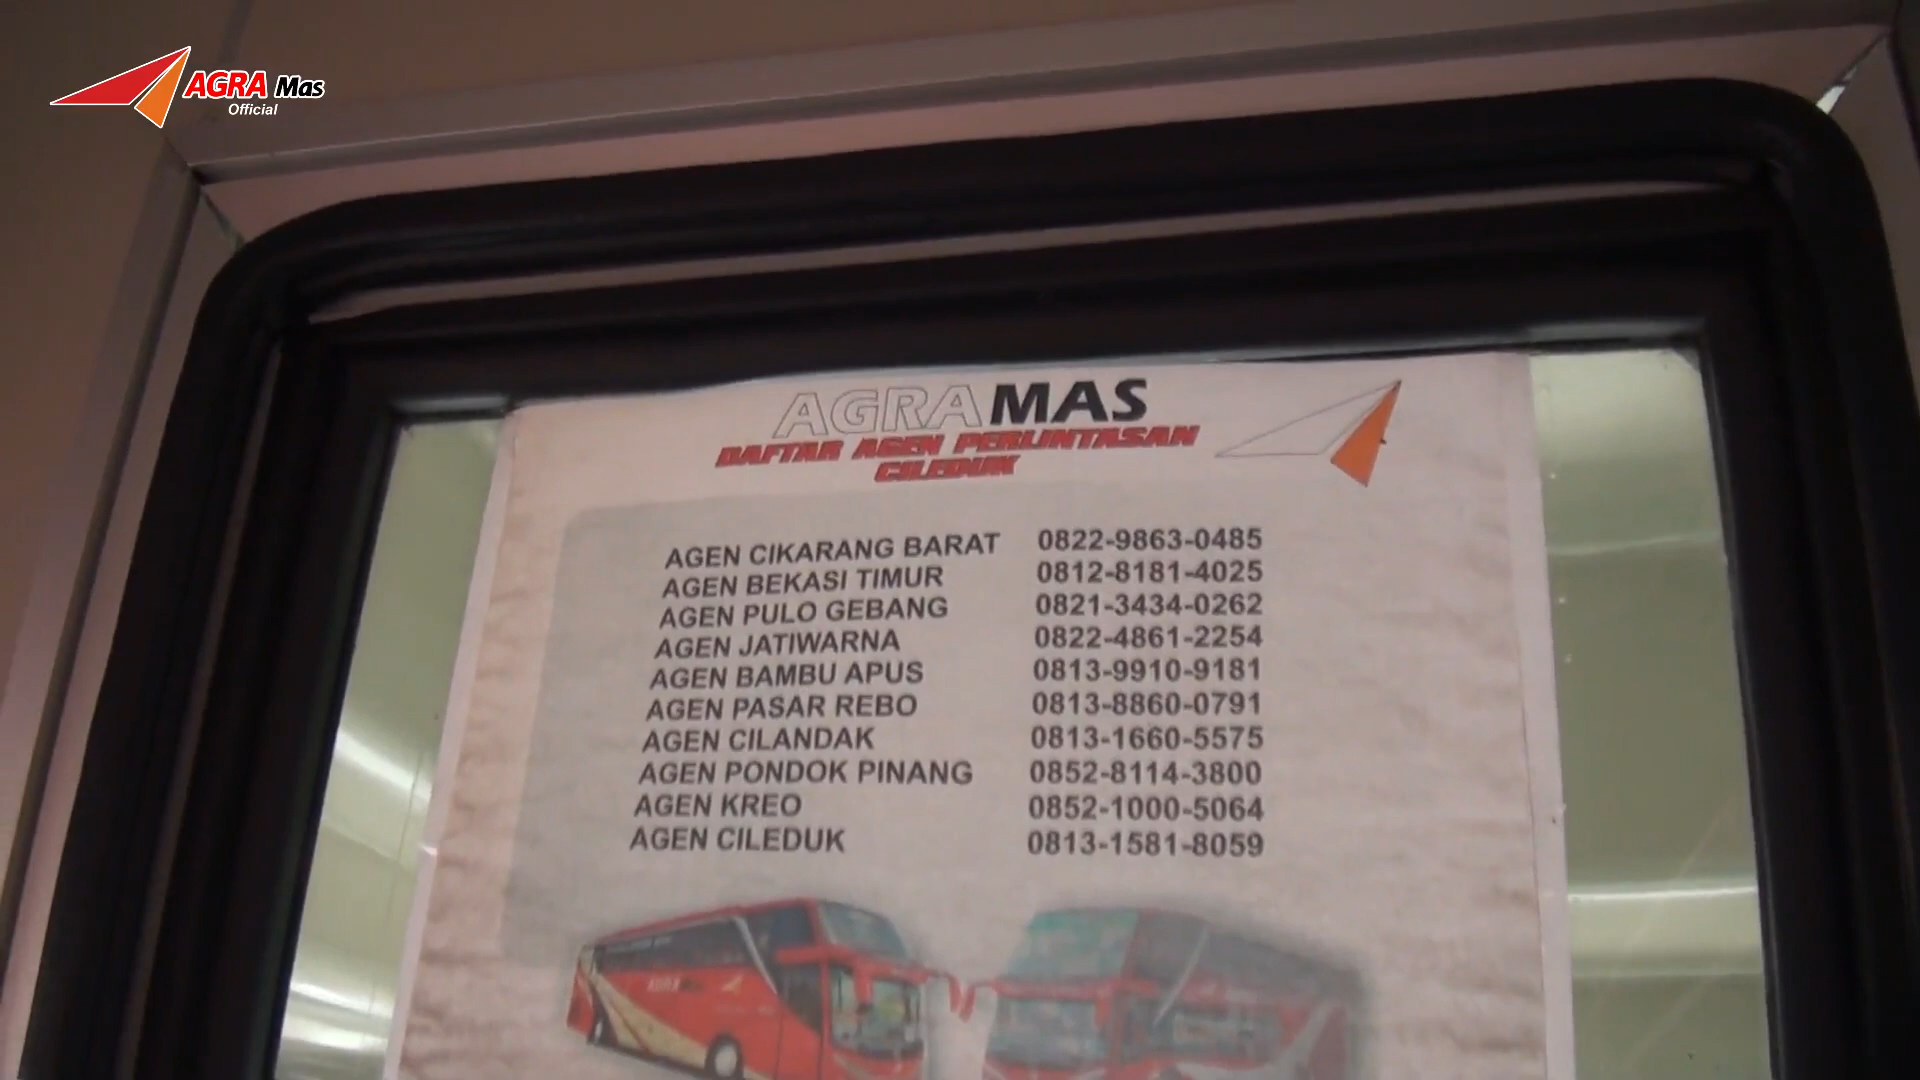 AGRA Mas
Official
AGRAMAS
DAFTAR AGEN PERLINTASAN
CILEDUK
AGEN CIKARANG BARAT 0822-9863-0485
AGEN BEKASI TIMUR 0812-8181-4025
AGEN PULO GEBANG 0821-3434-0262
AGEN JATIWARNA 0822-4861-2254
AGEN BAMBU APUS 0813-9910-9181
AGEN PASAR REBO 0813-8860-0791
AGEN CILANDAK 0813-1660-5575
AGEN PONDOK PINANG 0852-8114-3800
AGEN KREO 0852-1000-5064
AGEN CILEDUK 0813-1581-8059